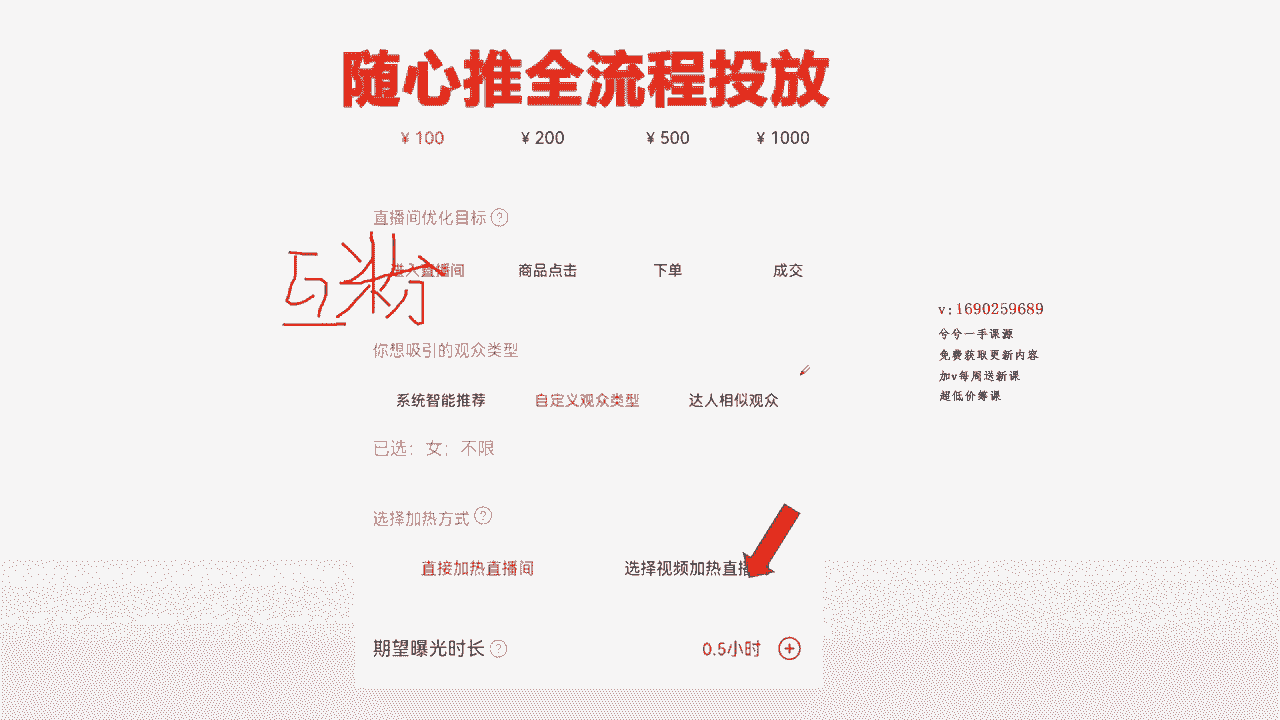 随心推全流程投放
¥ 100 ¥ 200 ¥ 500 ¥ 1000
直播间优化目标 ?
进入直播间 商品点击 下单 成交
互粉
v:1690259689
兮兮一手课源
你想吸引的观众类型
免费获取更新内容
加v每周送新课
系统智能推荐 自定义观众类型 达人相似观众
超低价筹课
已选：女；不限
选择加热方式 ?
直接加热直播间 选择视频加热直播
期望曝光时长 ? 0.5小时 +